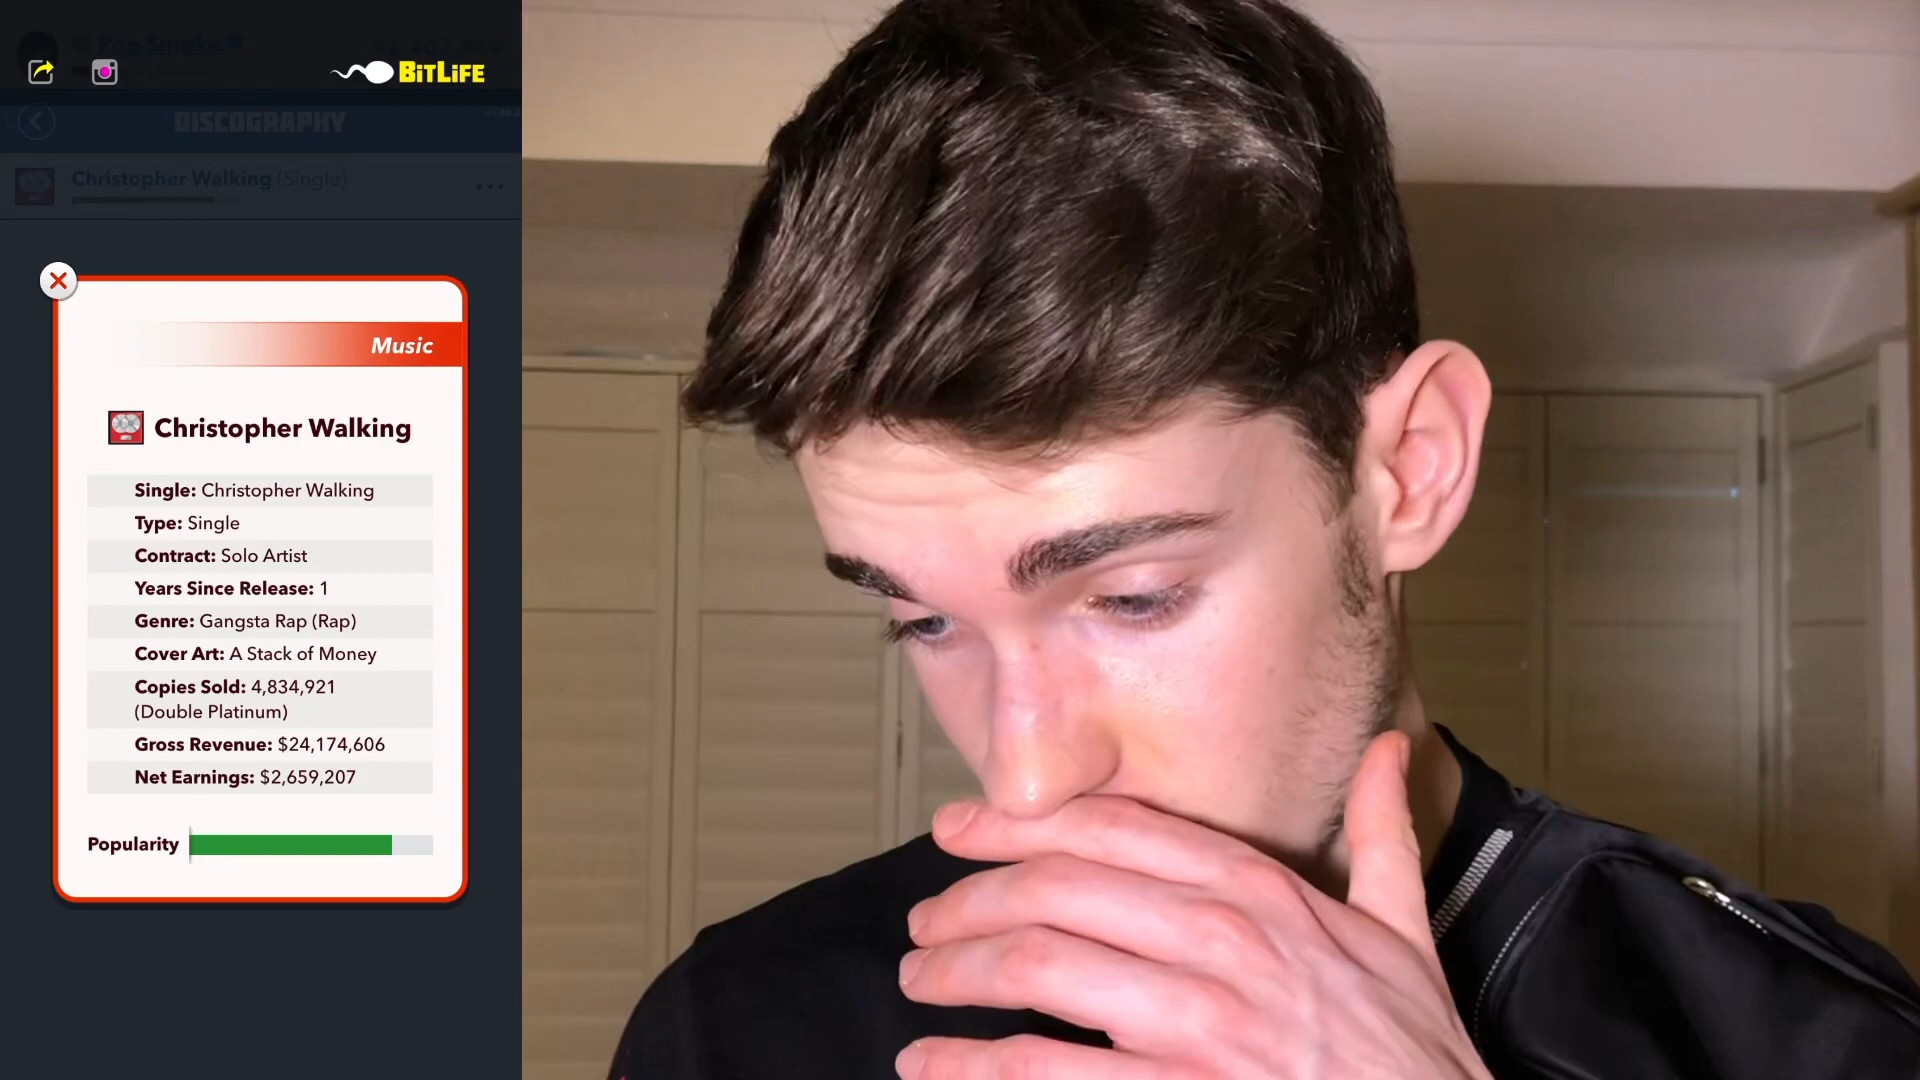 Pop Smoke
BITLIFE
DISCOGRAPHY
Christopher Walking (Single)
Music
Christopher Walking
Single: Christopher Walking
Type: Single
Contract: Solo Artist
Years Since Release: 1
Genre: Gangsta Rap (Rap)
Cover Art: A Stack of Money
Copies Sold: 4,834,921
(Double Platinum)
Gross Revenue: $24,174,606
Net Earnings: $2,659,207
Popularity